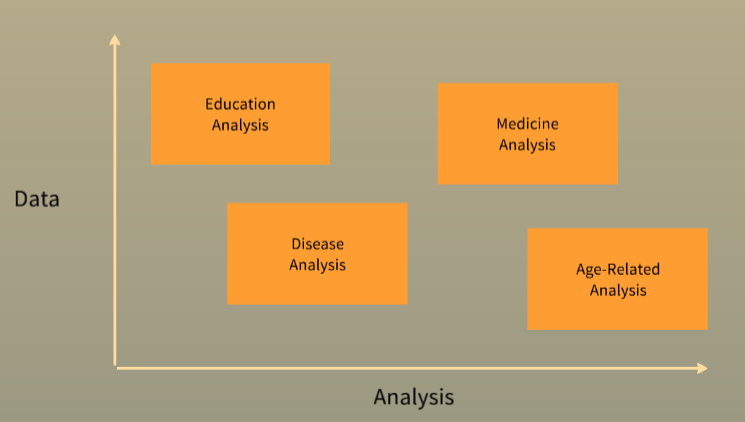 Education
Analysis
Medicine
Analysis
Data
Disease
Analysis
Age-Related
Analysis
Analysis